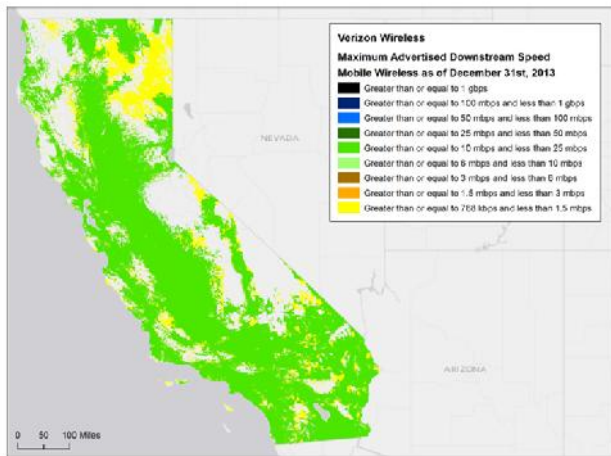 Verizon Wireless
Maximum Advertised Downstream Speed
Mobile Wireless as of December 31st, 2013
Greater than or equal to 1 gbps
Greater than or equal to 100 mbps and less than 1 gbps
Greater than or equal to 50 mbps and less than 100 mbps
Greater than or equal to 25 mbps and less than 50 mbps
Greater than or equal to 10 mbps and less than 25 mbps
Greater than or equal to 6 mbps and less than 10 mbps
Greater than or equal to 3 mbps and less than 6 mbps
Greater than or equal to 1.5 mbps and less than 3 mbps
Greater than or equal to 768 kbps and less than 1.5 mbps
NEVADA
ARIZONA
0 50 100 Miles